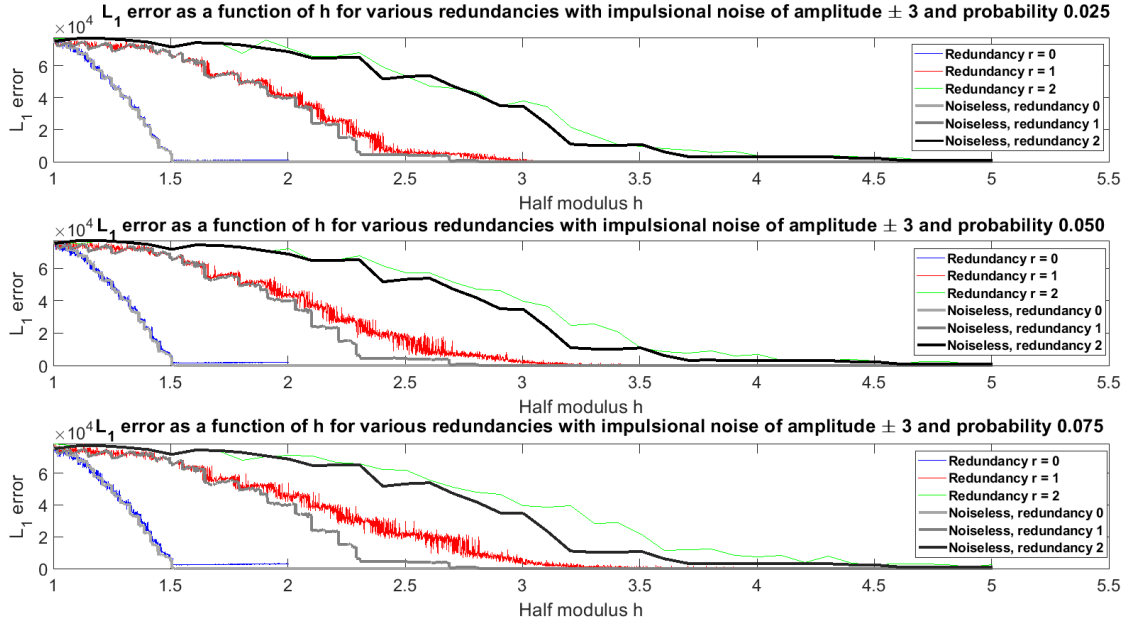 L1 error as a function of h for various redundancies with impulsional noise of amplitude ± 3 and probability 0.025
×10^4
6
4
2
0
L1 error
1 1.5 2 2.5 3 3.5 4 4.5 5 5.5
Half modulus h
Redundancy r = 0
Redundancy r = 1
Redundancy r = 2
Noiseless, redundancy 0
Noiseless, redundancy 1
Noiseless, redundancy 2
L1 error as a function of h for various redundancies with impulsional noise of amplitude ± 3 and probability 0.050
×10^4
6
4
2
0
L1 error
1 1.5 2 2.5 3 3.5 4 4.5 5 5.5
Half modulus h
Redundancy r = 0
Redundancy r = 1
Redundancy r = 2
Noiseless, redundancy 0
Noiseless, redundancy 1
Noiseless, redundancy 2
L1 error as a function of h for various redundancies with impulsional noise of amplitude ± 3 and probability 0.075
×10^4
6
4
2
0
L1 error
1 1.5 2 2.5 3 3.5 4 4.5 5 5.5
Half modulus h
Redundancy r = 0
Redundancy r = 1
Redundancy r = 2
Noiseless, redundancy 0
Noiseless, redundancy 1
Noiseless, redundancy 2